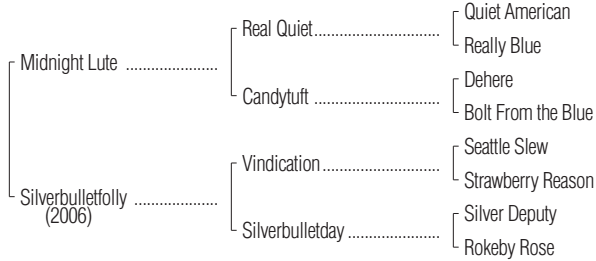 Quiet American
Real Quiet
Really Blue
Midnight Lute
Dehere
Candytuft
Bolt From the Blue
Seattle Slew
Vindication
Strawberry Reason
Silverbulletfolly
(2006)
Silver Deputy
Silverbulletday
Rokeby Rose